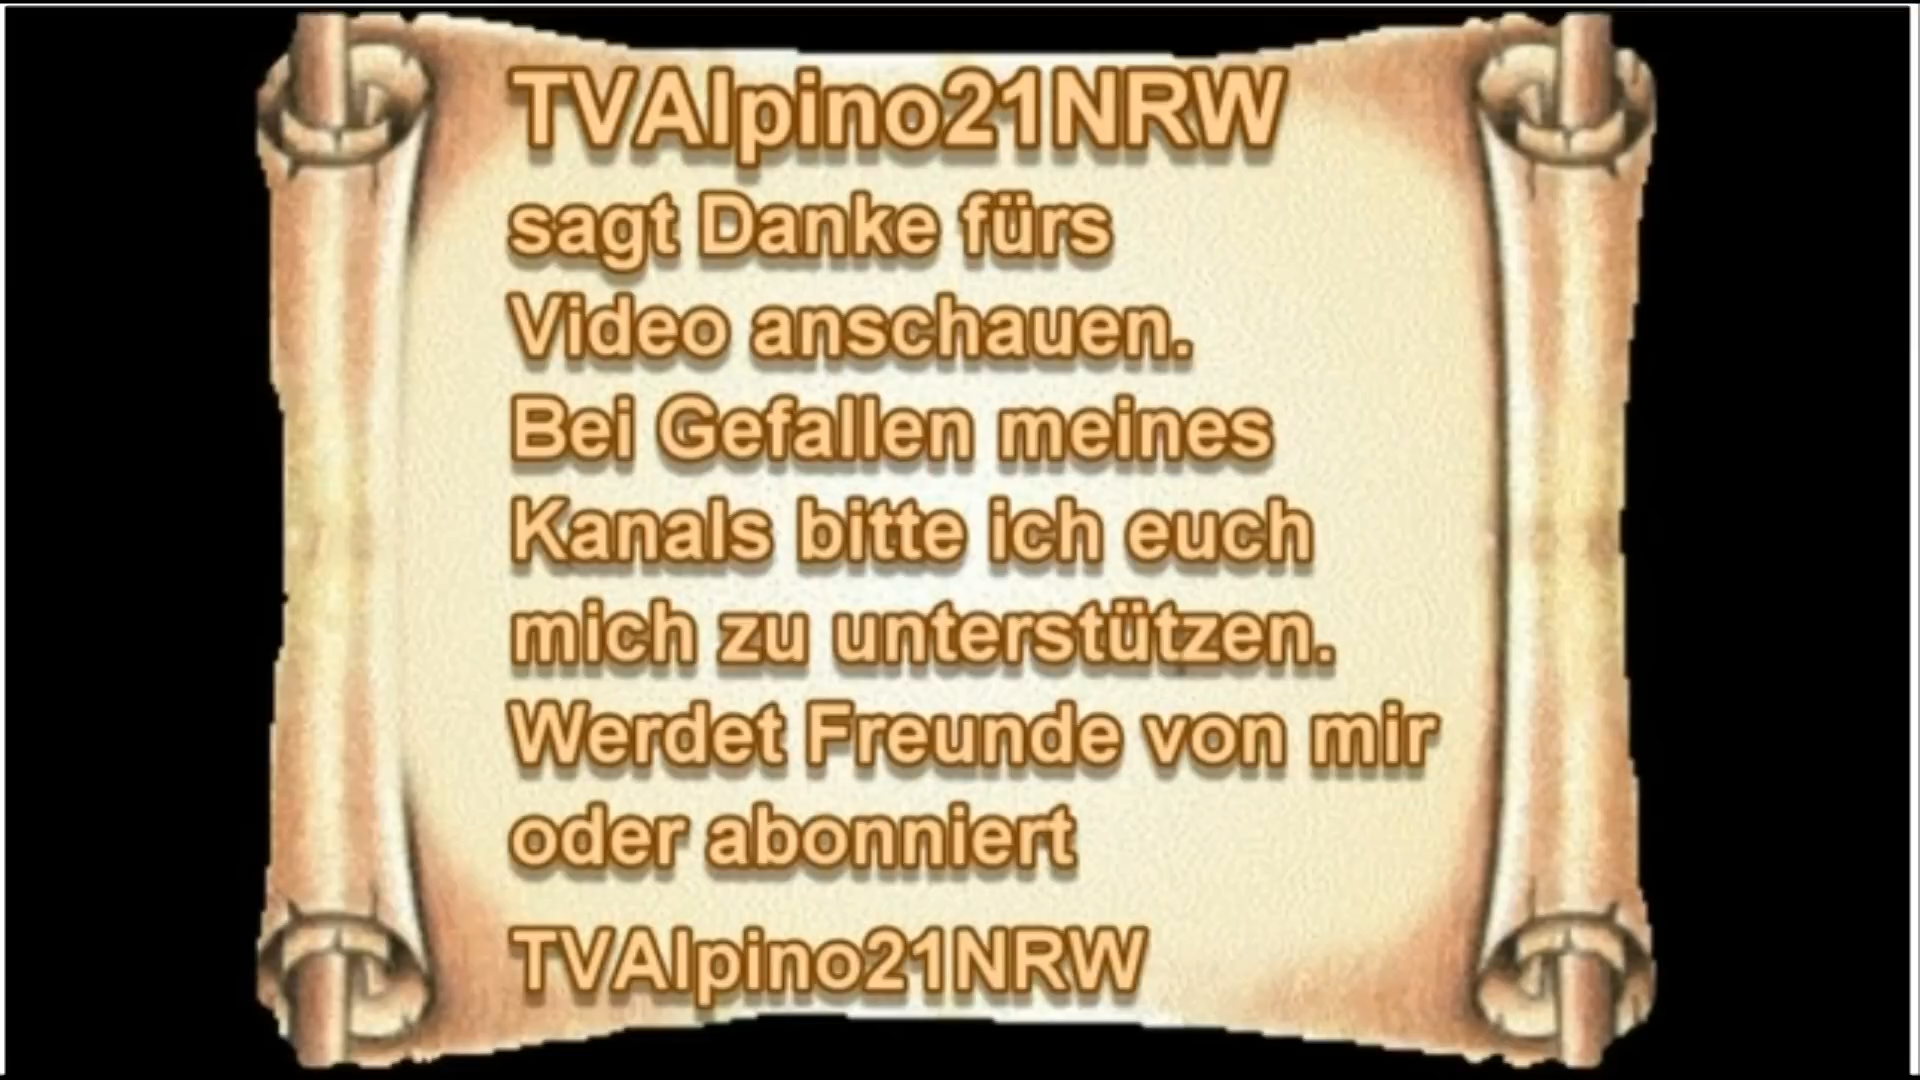 TVAlpino21NRW
sagt Danke fürs
Video anschauen.
Bei Gefallen meines
Kanals bitte ich euch
mich zu unterstützen.
Werdet Freunde von mir
oder abonniert
TVAlpino21NRW